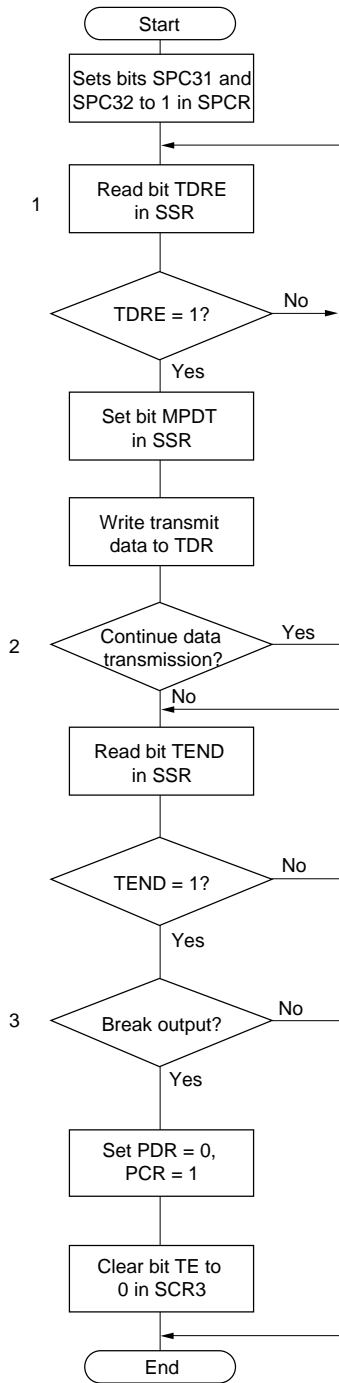 Start
Sets bits SPC31 and
SPC32 to 1 in SPCR
1
Read bit TDRE
in SSR
TDRE = 1?
No
Yes
Set bit MPDT
in SSR
Write transmit
data to TDR
2
Continue data
transmission?
Yes
No
Read bit TEND
in SSR
TEND = 1?
No
Yes
3
Break output?
No
Yes
Set PDR = 0,
PCR = 1
Clear bit TE to
0 in SCR3
End